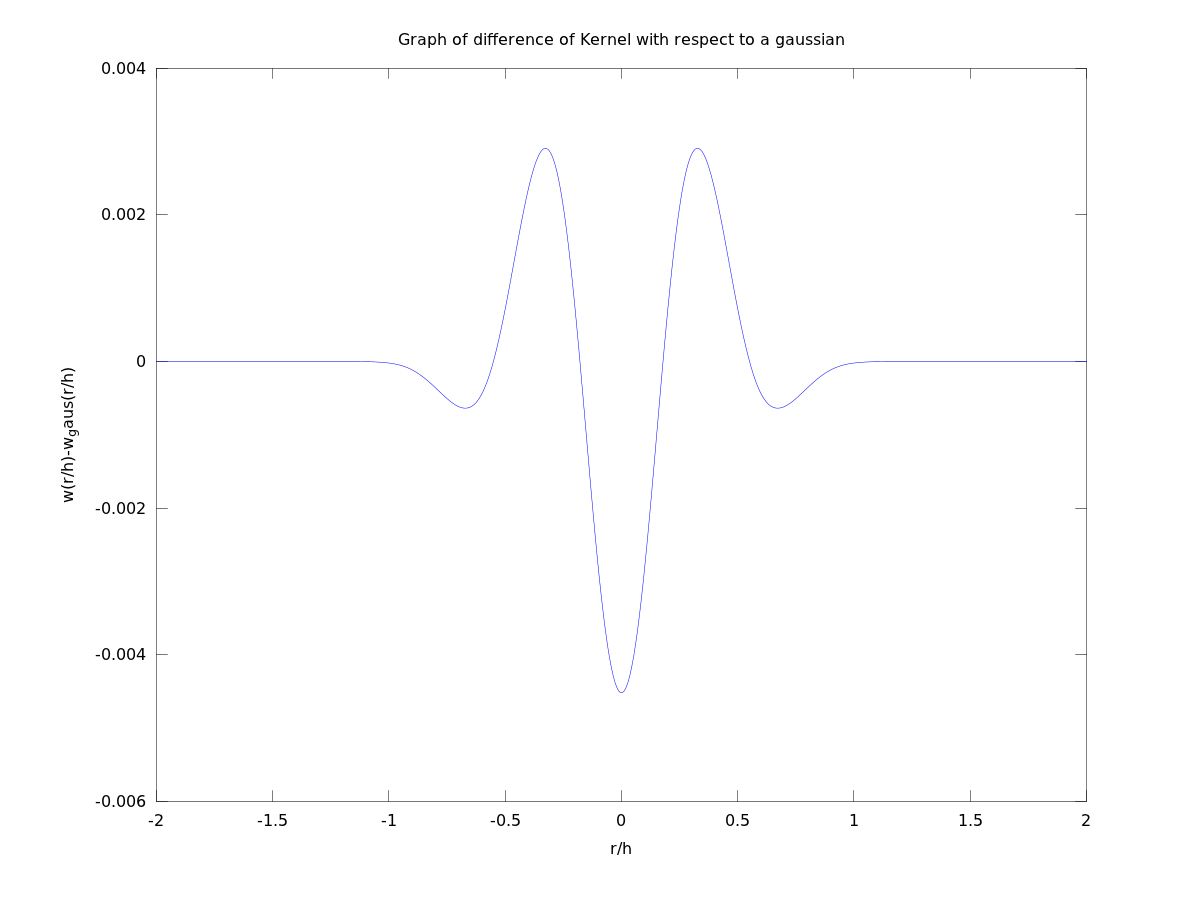 Graph of difference of Kernel with respect to a gaussian
0.004
0.002
0
-0.002
-0.004
-0.006
w(r/h)-wgaus(r/h)
-2 -1.5 -1 -0.5 0 0.5 1 1.5 2
r/h